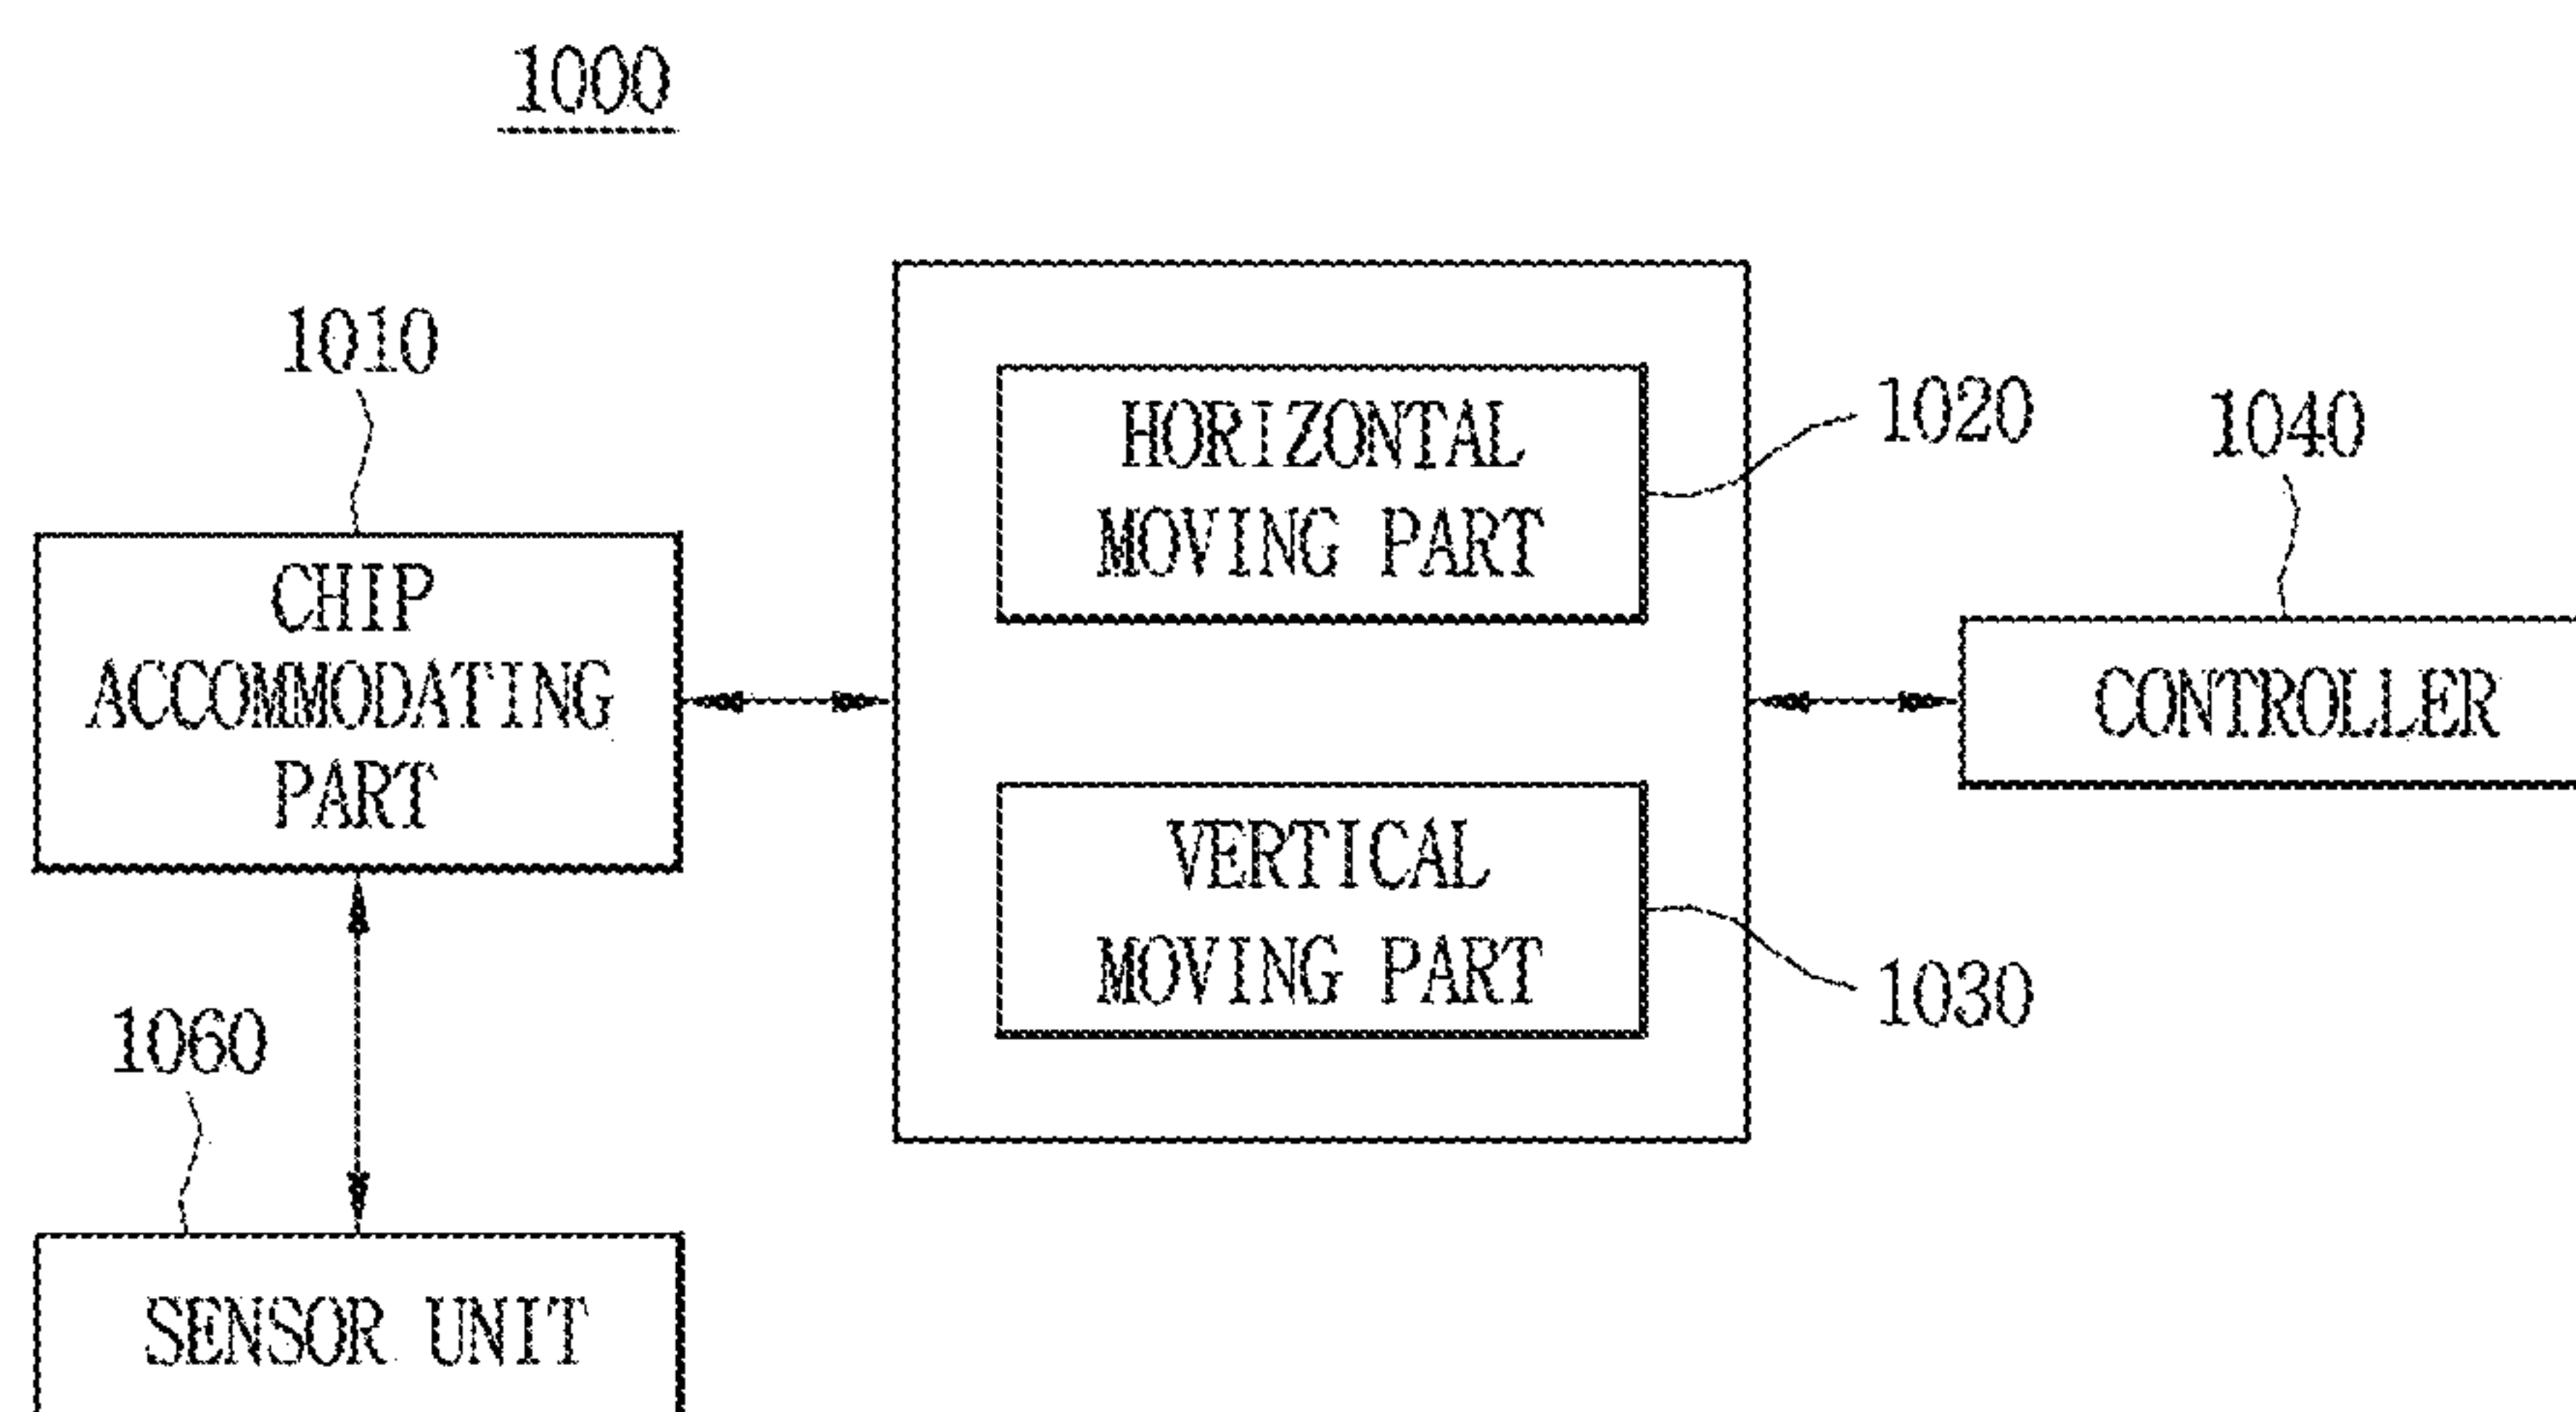 1000
1010
CHIP
ACCOMMODATING
PART
HORIZONTAL
MOVING PART
1020
VERTICAL
MOVING PART
1030
1040
CONTROLLER
1060
SENSOR UNIT